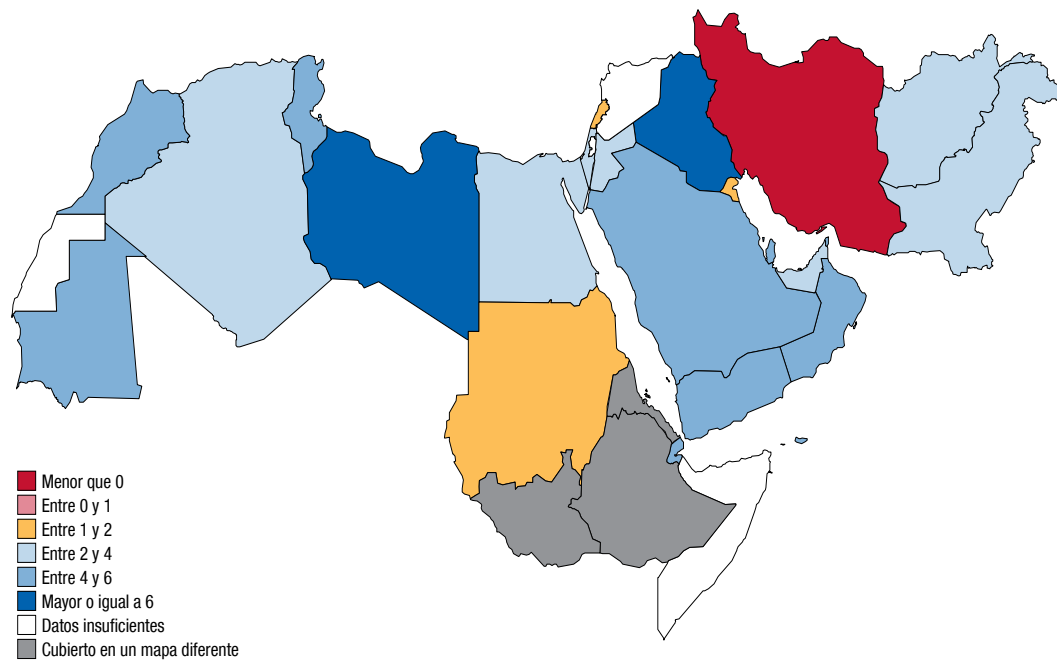 Menor que 0
Entre 0 y 1
Entre 1 y 2
Entre 2 y 4
Entre 4 y 6
Mayor o igual a 6
Datos insuficientes
Cubierto en un mapa diferente